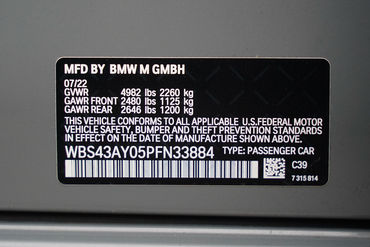 MFD BY BMW M GMBH
07/22
GVWR 4982 lbs 2260 kg
GAWR FRONT 2480 lbs 1125 kg
GAWR REAR 2646 lbs 1200 kg
THIS VEHICLE CONFORMS TO ALL
APPLICABLE U.S.FEDERAL MOTOR
VEHICLE SAFETY, BUMPER, AND THEFT
PREVENTION STANDARDS IN EFFECT ON
THE DATE OF MANUFACTURE SHOWN ABOVE.
WBS43AY05PFN33884 TYPE: PASSENGER CAR
C39
7 315 814